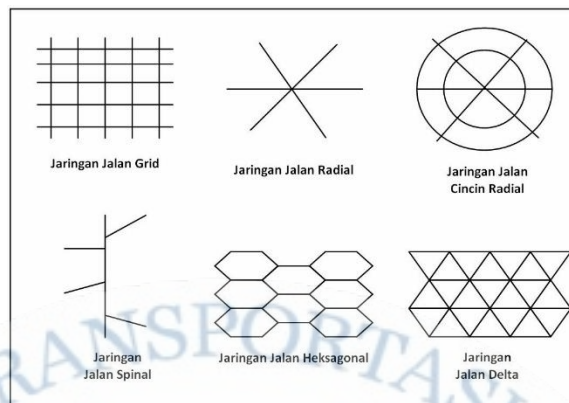 Jaringan Jalan Grid
Jaringan Jalan Radial
Jaringan Jalan
Cincin Radial
Jaringan
Jalan Spinal
Jaringan Jalan Heksagonal
Jaringan
Jalan Delta